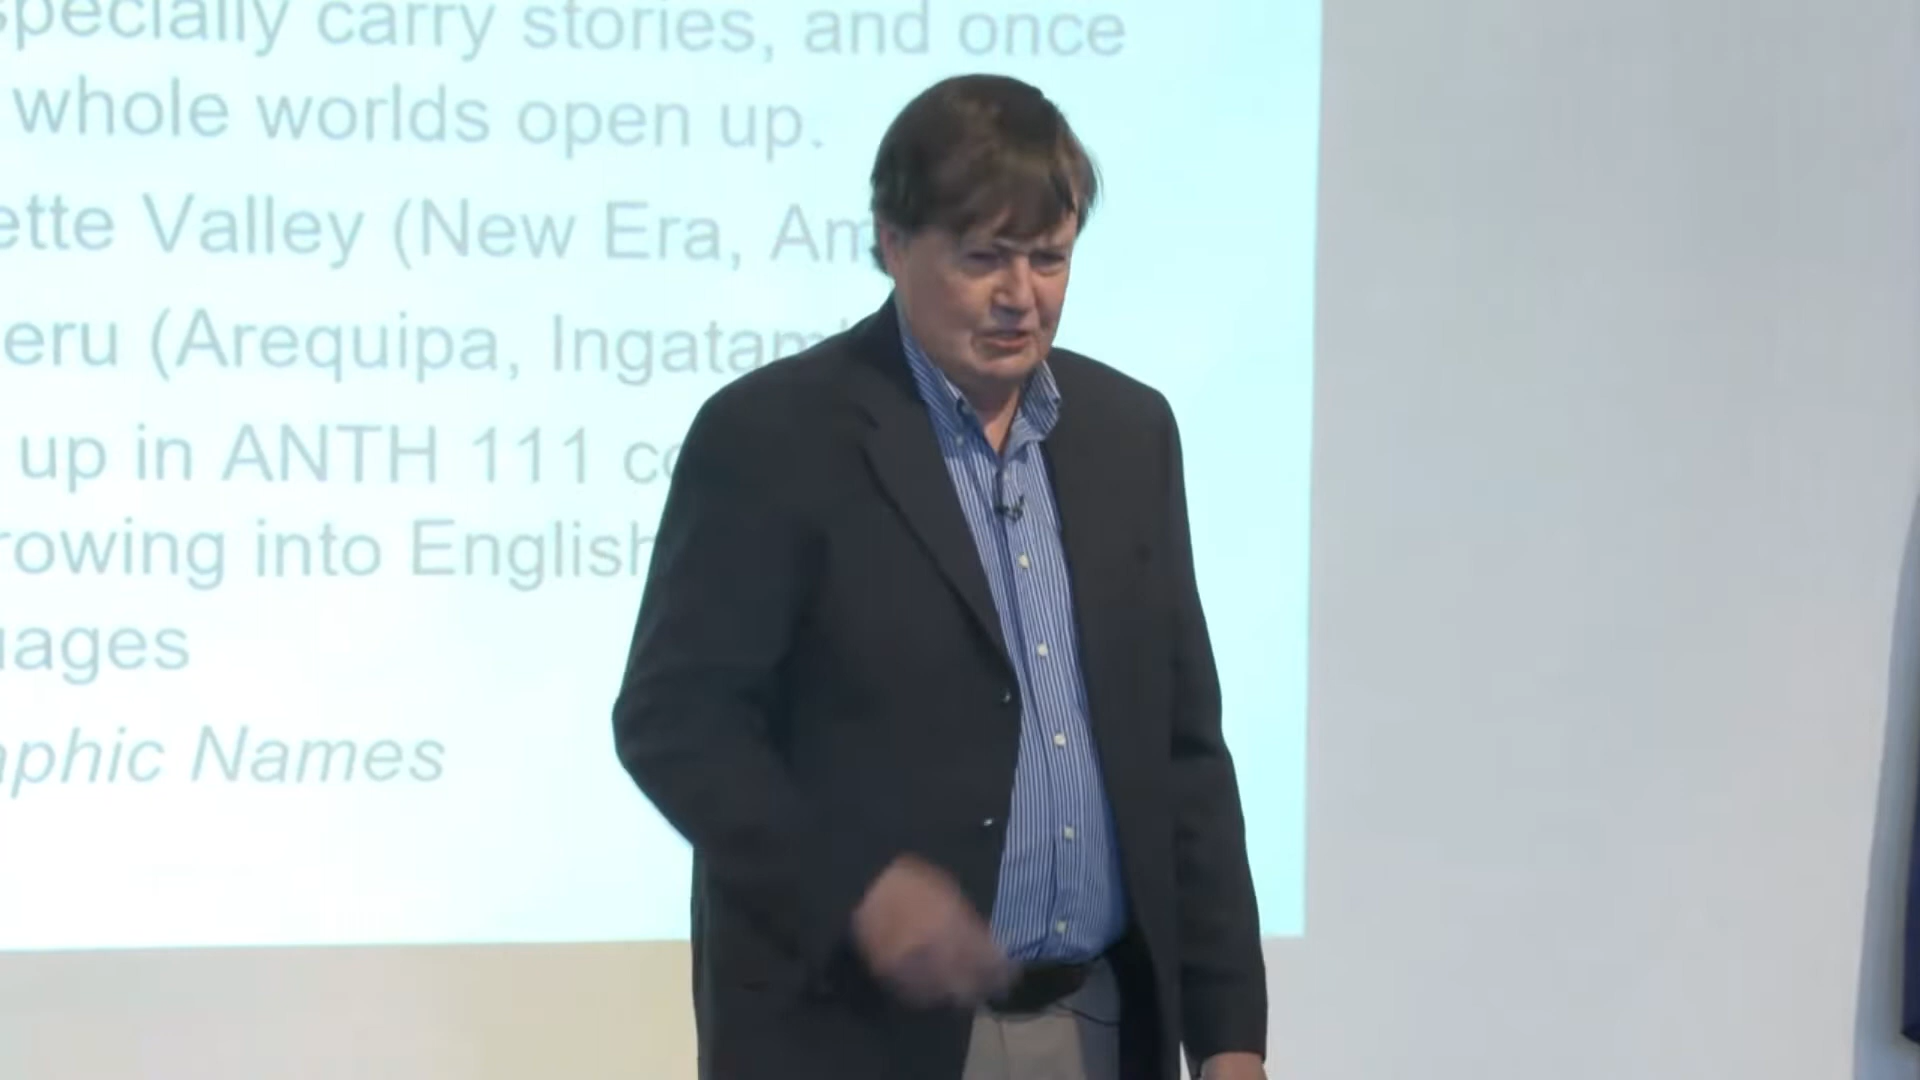 specially carry stories, and once
whole worlds open up.
ette Valley (New Era, Am
eru (Arequipa, Ingatam
up in ANTH 111 co
rowing into English
uages
aphic Names